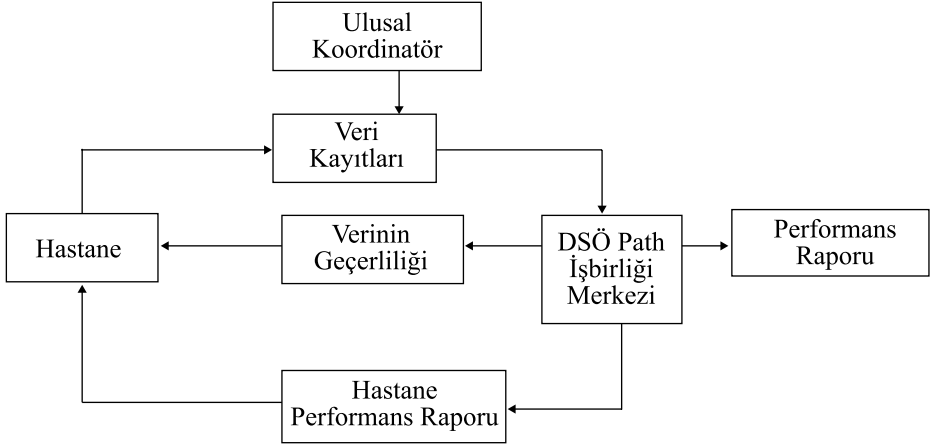 Ulusal
Koordinatör
Veri
Kayıtları
Hastane
Verinin
Geçerliliği
DSÖ Path
İşbirliği
Merkezi
Performans
Raporu
Hastane
Performans Raporu